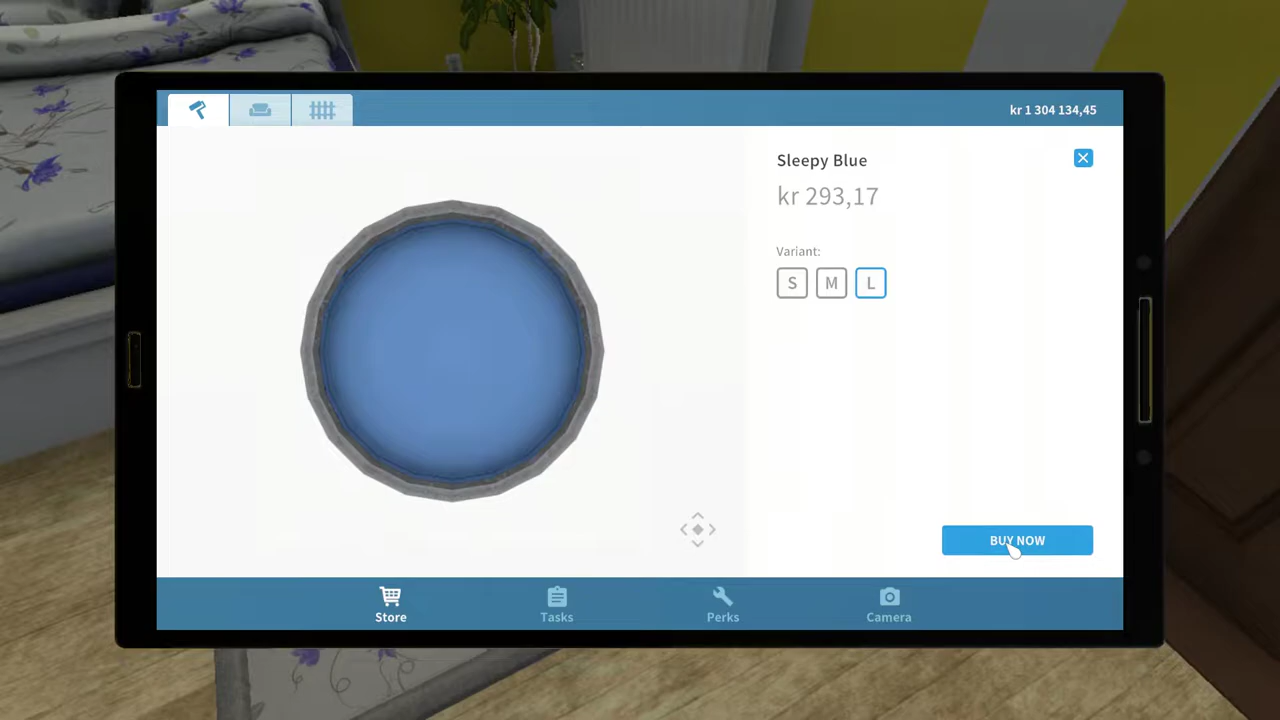 kr 1 304 134,45
Sleepy Blue
kr 293,17
Variant:
S M L
BUY NOW
Store Tasks Perks Camera